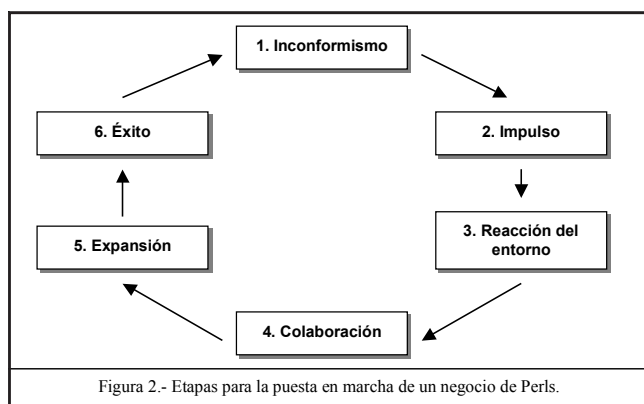 1. Inconformismo
2. Impulso
3. Reacción del
entorno
4. Colaboración
5. Expansión
6. Éxito
Figura 2.- Etapas para la puesta en marcha de un negocio de Perls.